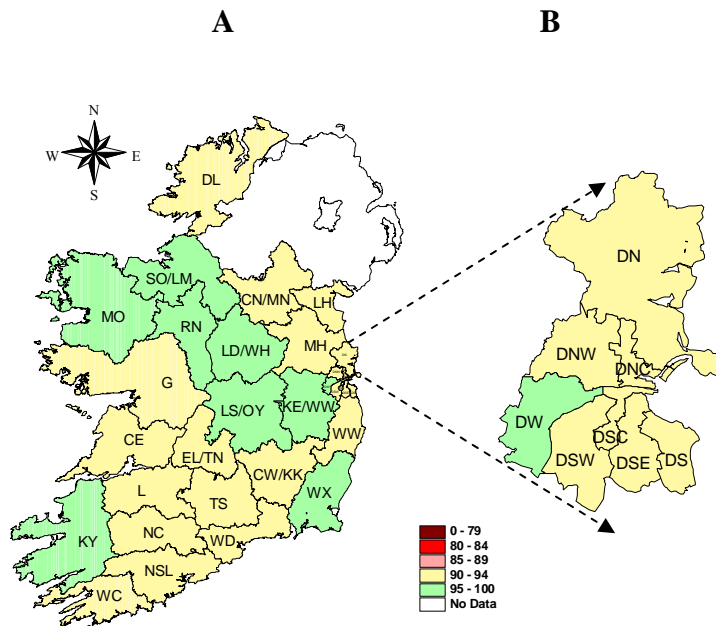 A
B
N
W E
S
DL
DN
SO/LM
CN/MN
LH
MO
RN
MH
LD/WH
DNW
DNC
G
LS/OY
KE/WW
DW
WW
CE
EL/TN
DSC
DSW
DSE
DS
CW/KK
L
TS
WX
KY
NC
WD
NSL
WC
0 - 79
80 - 84
85 - 89
90 - 94
95 - 100
No Data